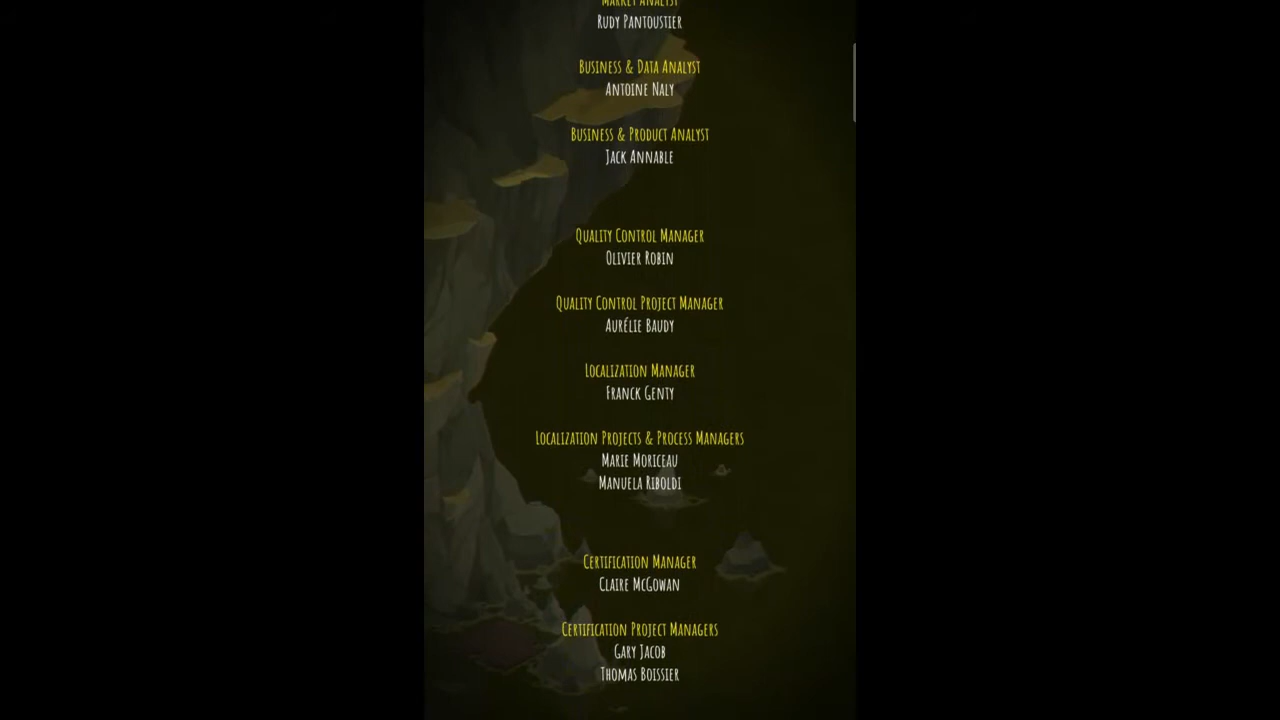 Market Analyst
Rudy Pantoustier
Business & Data Analyst
Antoine Naly
Business & Product Analyst
Jack Annable
Quality Control Manager
Olivier Robin
Quality Control Project Manager
Aurélie Baudy
Localization Manager
Franck Genty
Localization Projects & Process Managers
Marie Moriceau
Manuela Riboldi
Certification Manager
Claire McGowan
Certification Project Managers
Gary Jacob
Thomas Boissier